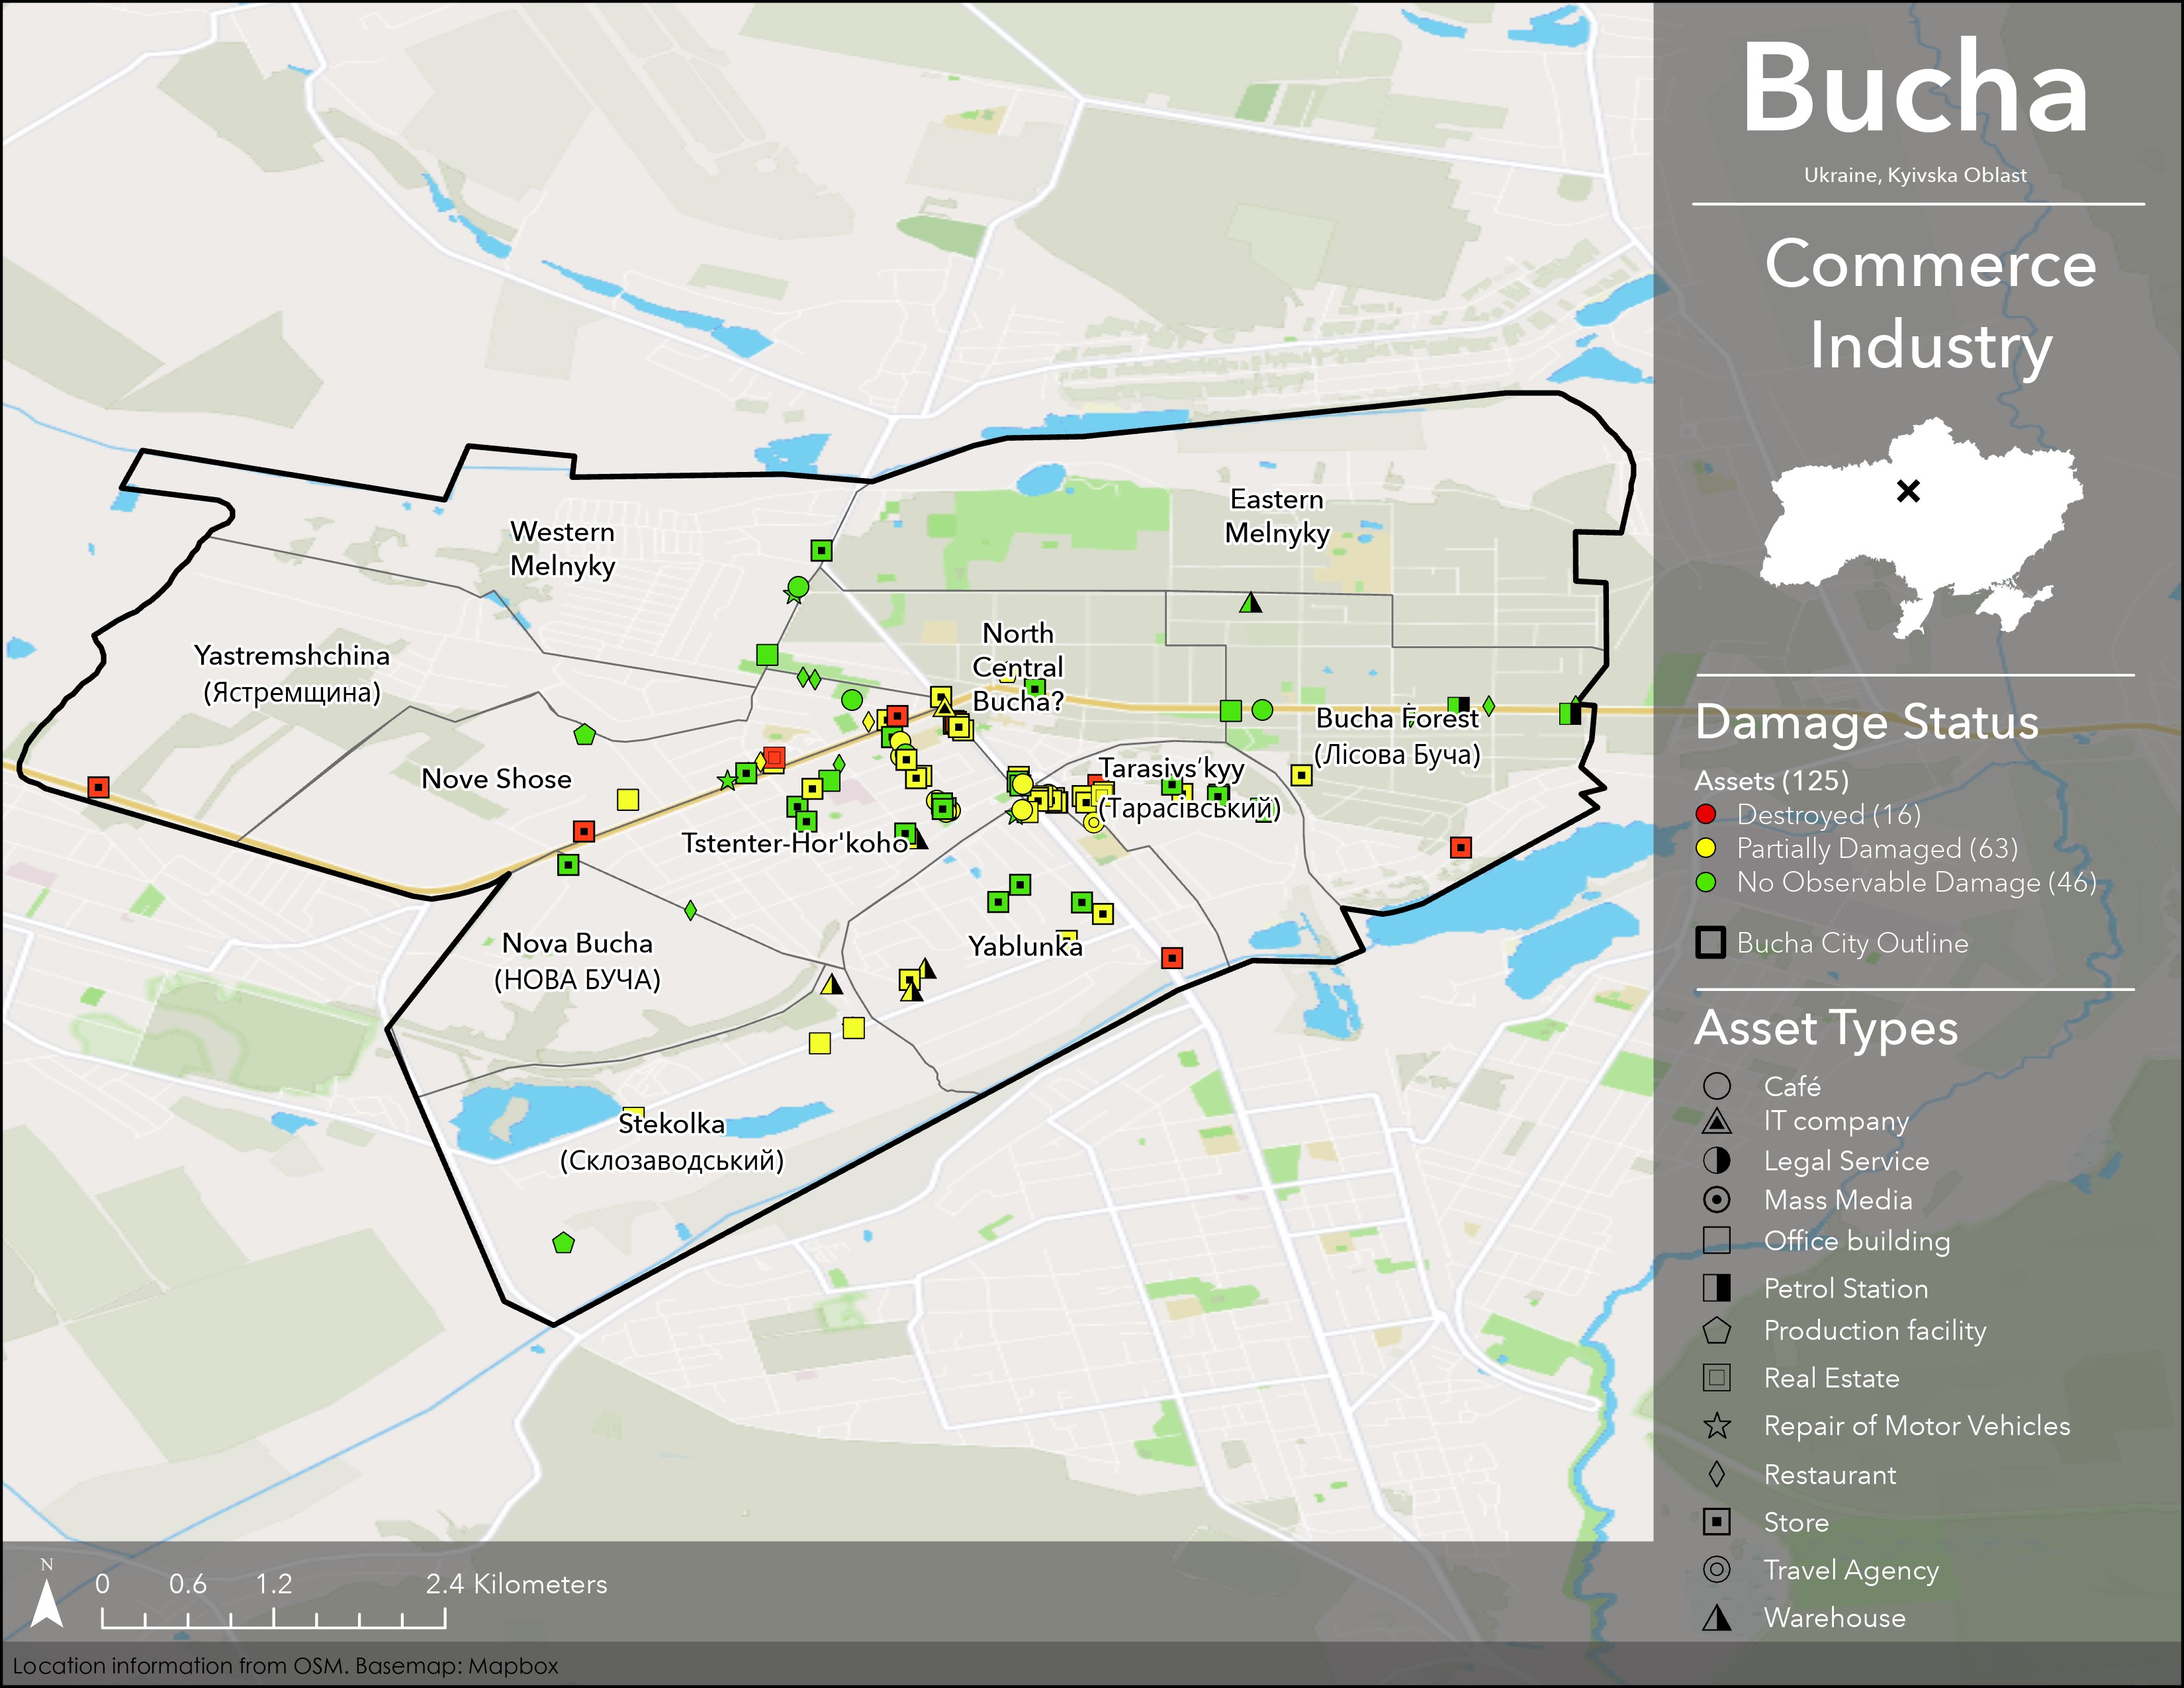 Bucha
Ukraine, Kyivska Oblast
Commerce
Industry
Damage Status
Assets (125)
Destroyed (16)
Partially Damaged (63)
No Observable Damage (46)
Bucha City Outline
Asset Types
Café
IT company
Legal Service
Mass Media
Office building
Petrol Station
Production facility
Real Estate
Repair of Motor Vehicles
Restaurant
Store
Travel Agency
Warehouse
Western
Melnyky
Eastern
Melnyky
Yastremshchina
(Ястремщина)
North
Central
Bucha?
Bucha Forest
(Лісова Буча)
Nove Shose
Tarasivs'kyy
(Тарасівський)
Tstenter-Hor'koho
Nova Bucha
(НОВА БУЧА)
Yablunka
Stekolka
(Склозаводський)
N
0 0.6 1.2 2.4 Kilometers
Location information from OSM. Basemap: Mapbox